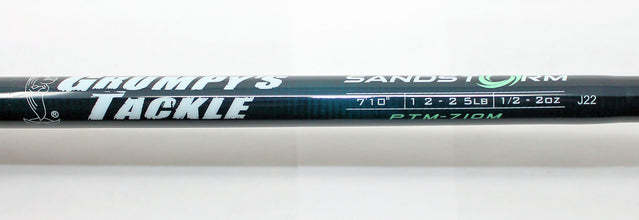 GRUMPY'S
TACKLE
®
SANDSTORM
7'10" 12-25LB 1/2-2OZ J22
PTM-710M